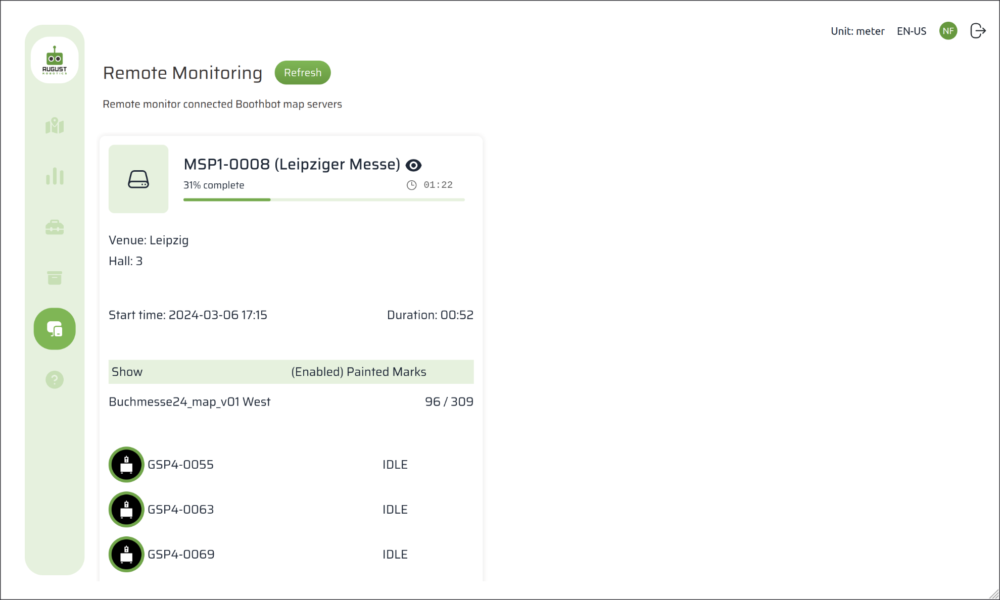 Unit: meter EN-US NF
AUGUST
ROBOTICS
Remote Monitoring Refresh
Remote monitor connected Boothbot map servers
MSP1-0008 (Leipziger Messe)
31% complete 01:22
Venue: Leipzig
Hall: 3
Start time: 2024-03-06 17:15 Duration: 00:52
Show (Enabled) Painted Marks
Buchmesse24_map_v01 West 96 / 309
GSP4-0055 IDLE
GSP4-0063 IDLE
GSP4-0069 IDLE